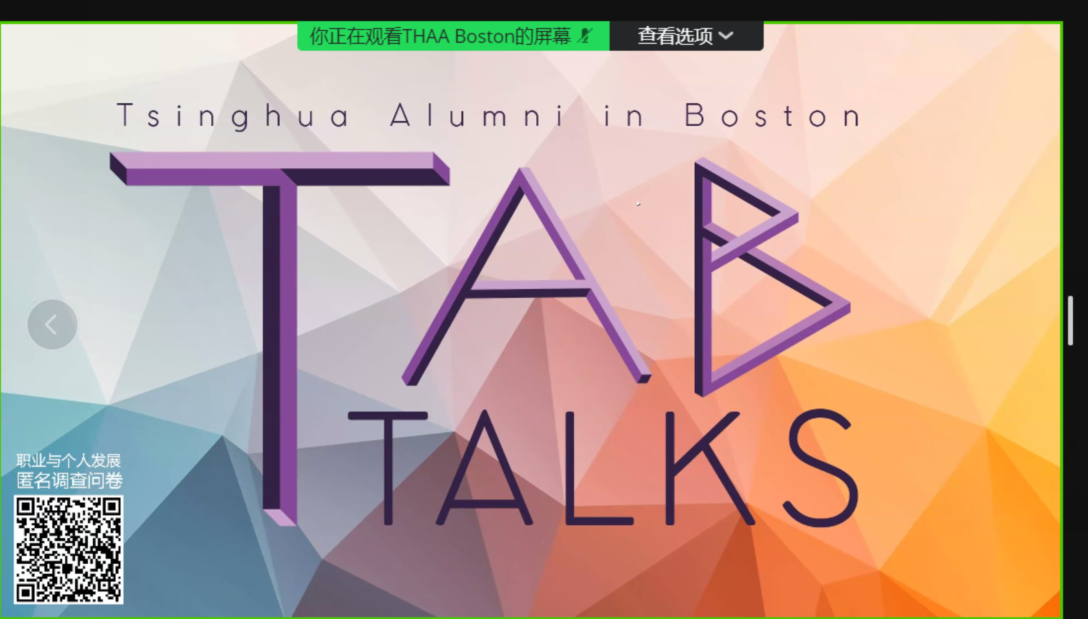 你正在观看THAA Boston的屏幕
查看选项
Tsinghua Alumni in Boston
TAB
TALKS
职业与个人发展
匿名调查问卷